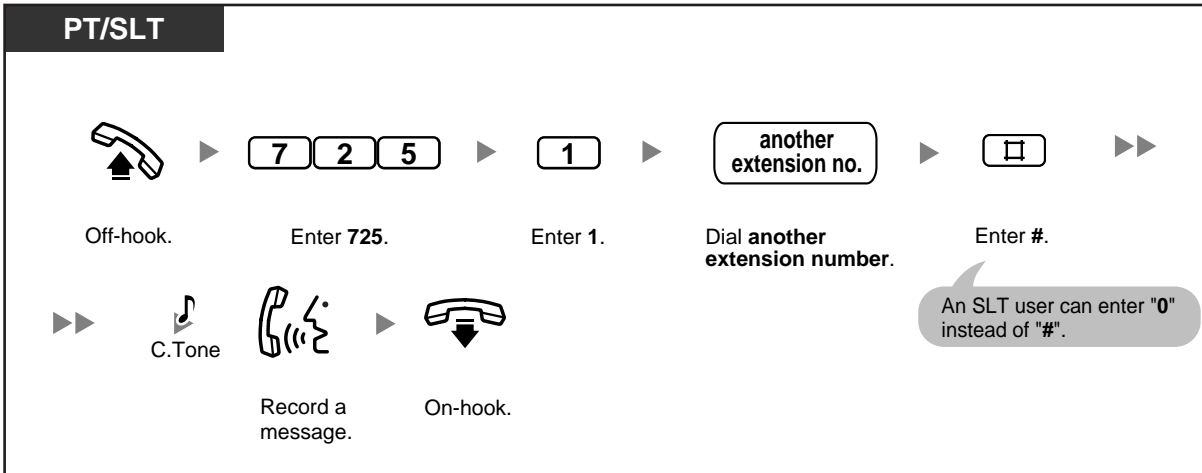 PT/SLT
7 2 5
1
another
extension no.
#
Off-hook.
Enter 725.
Enter 1.
Dial another
extension number.
Enter #.
An SLT user can enter "0"
instead of "#".
C.Tone
Record a
message.
On-hook.